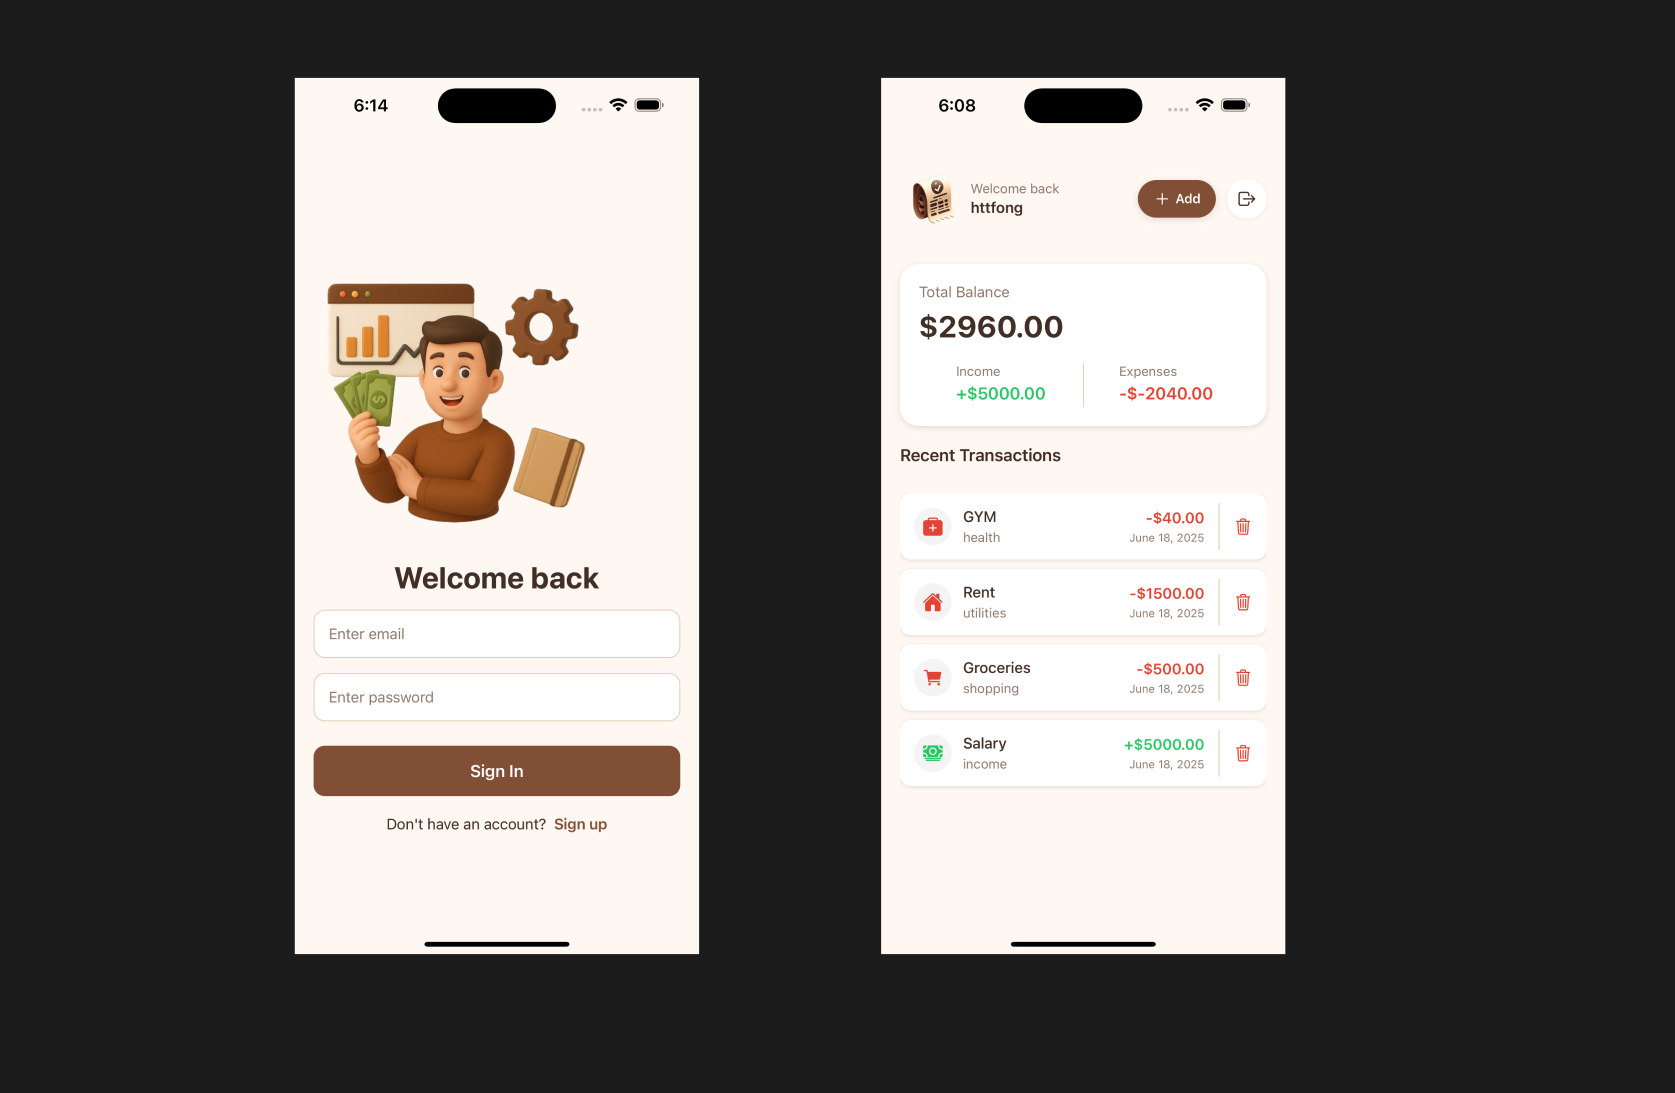 6:14
Welcome back
Enter email
Enter password
Sign In
Don't have an account? Sign up
6:08
Welcome back
httfong
Add
Total Balance
$2960.00
Income
+$5000.00
Expenses
-$-2040.00
Recent Transactions
GYM
health
-$40.00
June 18, 2025
Rent
utilities
-$1500.00
June 18, 2025
Groceries
shopping
-$500.00
June 18, 2025
Salary
income
+$5000.00
June 18, 2025